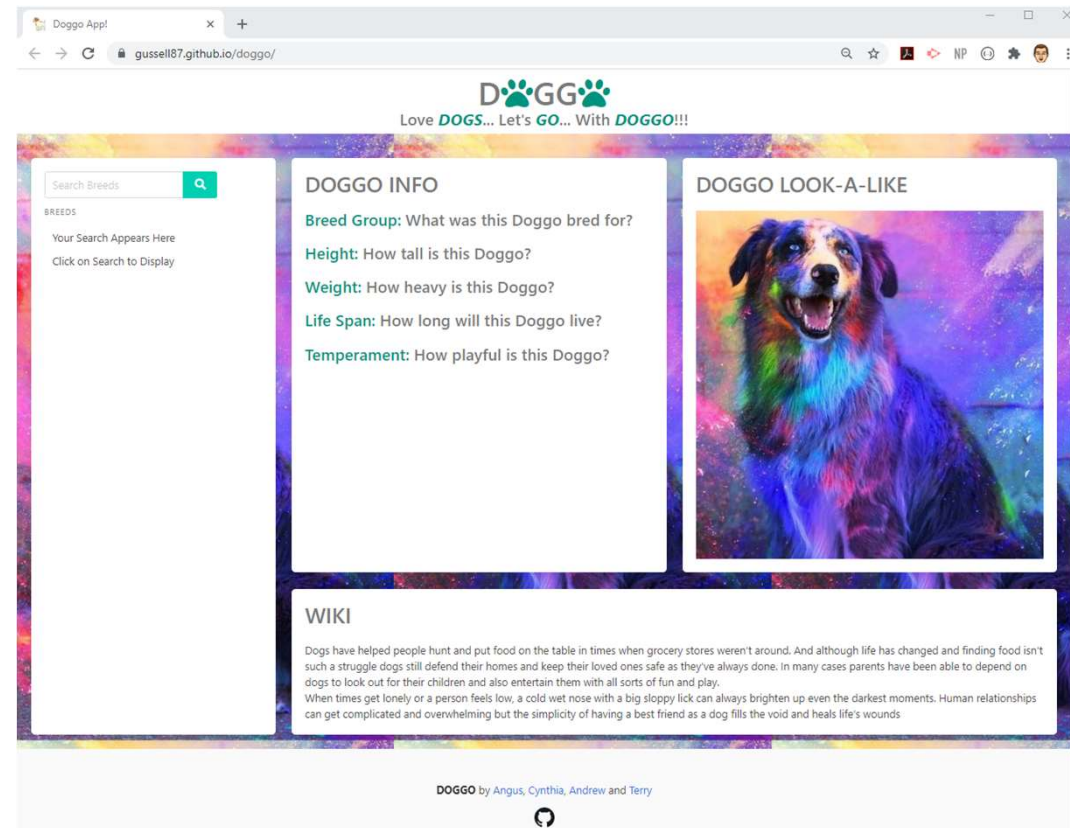 Doggo App!
gussell87.github.io/doggo/
NP
DOGGO
Love DOGS... Let's GO... With DOGGO!!!
Search Breeds
BREEDS
Your Search Appears Here
Click on Search to Display
DOGGO INFO
Breed Group: What was this Doggo bred for?
Height: How tall is this Doggo?
Weight: How heavy is this Doggo?
Life Span: How long will this Doggo live?
Temperament: How playful is this Doggo?
DOGGO LOOK-A-LIKE
WIKI
Dogs have helped people hunt and put food on the table in times when grocery stores weren't around. And although life has changed and finding food isn't
such a struggle dogs still defend their homes and keep their loved ones safe as they've always done. In many cases parents have been able to depend on
dogs to look out for their children and also entertain them with all sorts of fun and play.
When times get lonely or a person feels low, a cold wet nose with a big sloppy lick can always brighten up even the darkest moments. Human relationships
can get complicated and overwhelming but the simplicity of having a best friend as a dog fills the void and heals life's wounds
DOGGO by Angus, Cynthia, Andrew and Terry